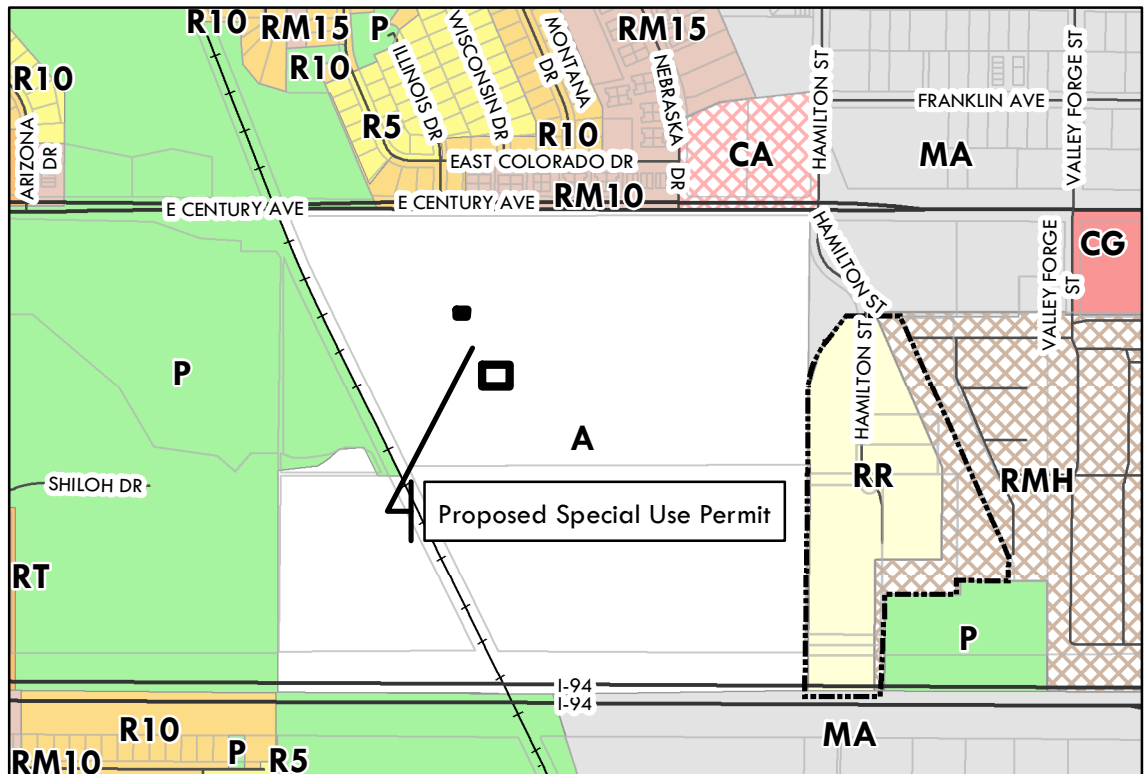 R10
RM15
P
RM15
R10
R10
ILLINOIS DR
WISCONSIN DR
MONTANA
DR
NEBRASKA
DR
HAMILTON ST
VALLEY FORGE ST
FRANKLIN AVE
ARIZONA
DR
R5
R10
CA
MA
EAST COLORADO DR
RM10
E CENTURY AVE
E CENTURY AVE
HAMILTON ST
VALLEY FORGE
ST
CG
HAMILTON ST
P
A
RR
RMH
SHILOH DR
Proposed Special Use Permit
RT
P
I-94
I-94
R10
MA
P
R5
RM10